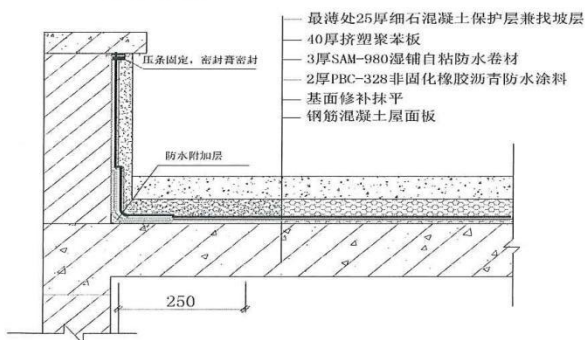 最薄处25厚细石混凝土保护层兼找坡层
40厚挤塑聚苯板
3厚SAM-980湿铺自粘防水卷材
2厚PBC-328非固化橡胶沥青防水涂料
基面修补抹平
钢筋混凝土屋面板
压条固定，密封膏密封
防水附加层
250